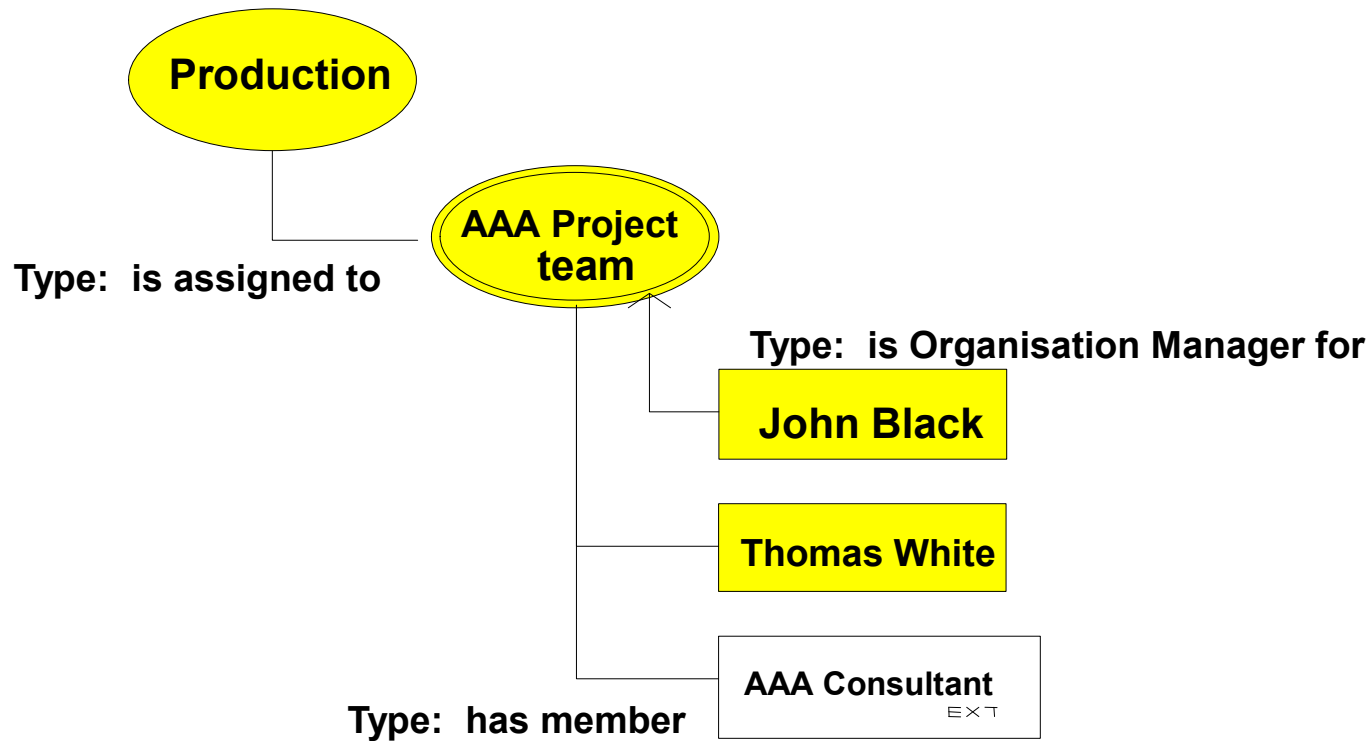 Production
AAA Project
team
Type: is assigned to
Type: is Organisation Manager for
John Black
Thomas White
AAA Consultant
EXT
Type: has member